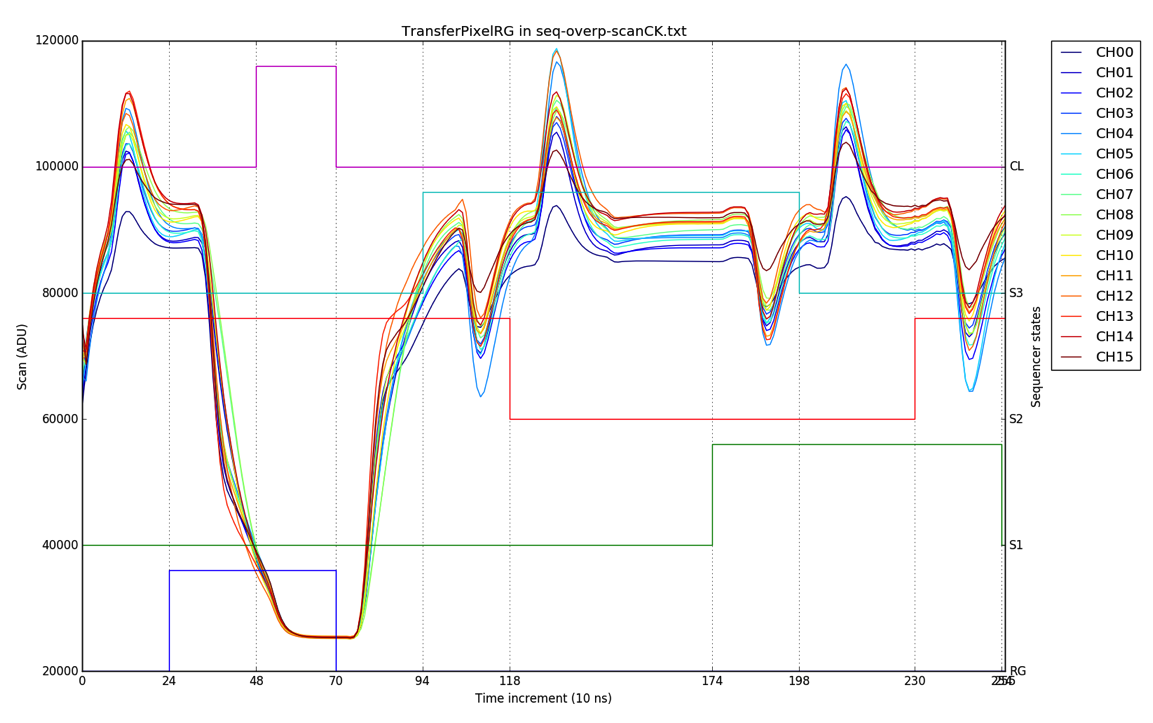 TransferPixelRG in seq-overp-scanCK.txt
120000
100000
80000
60000
40000
20000
Scan (ADU)
0 24 48 70 94 118 174 198 230 254 256
Time increment (10 ns)
CL
S3
S2
S1
RG
Sequencer states
CH00
CH01
CH02
CH03
CH04
CH05
CH06
CH07
CH08
CH09
CH10
CH11
CH12
CH13
CH14
CH15